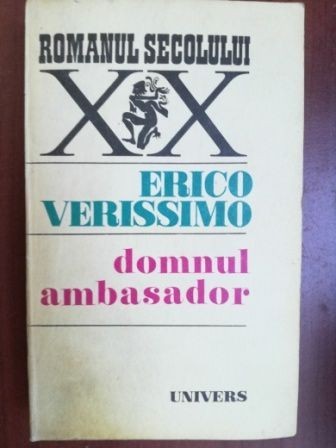 ROMANUL SECOLULUI
XX
ERICO
VERISSIMO
domnul
ambasador
UNIVERS